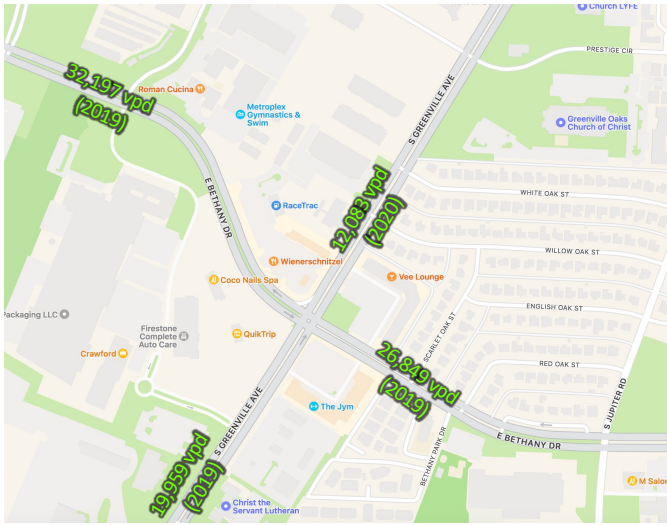 Church LYFE
PRESTIGE CIR
32,197 vpd
(2019)
Roman Cucina
Metroplex
Gymnastics &
Swim
S GREENVILLE AVE
Greenville Oaks
Church of Christ
E BETHANY DR
RaceTrac
12,083 vpd
(2020)
WHITE OAK ST
WILLOW OAK ST
Wienerschnitzel
Vee Lounge
Coco Nails Spa
ENGLISH OAK ST
Packaging LLC
Firestone
Complete
Auto Care
QuikTrip
Crawford
SCARLET OAK ST
RED OAK ST
26,849 vpd
(2019)
S JUPITER RD
The Jym
S GREENVILLE AVE
BETHANY PARK DR
E BETHANY DR
19,959 vpd
(2019)
Christ the
Servant Lutheran
M Salon